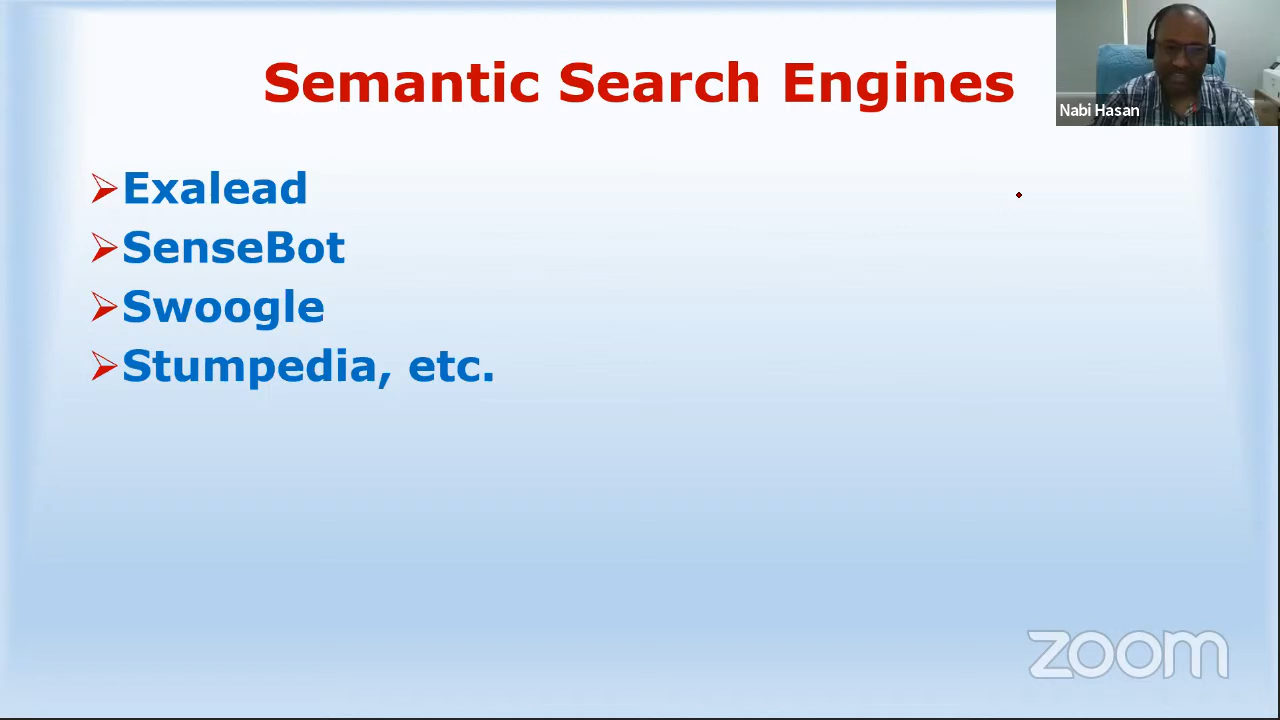 Semantic Search Engines
Nabi Hasan
Exalead
SenseBot
Swoogle
Stumpedia, etc.
zoom